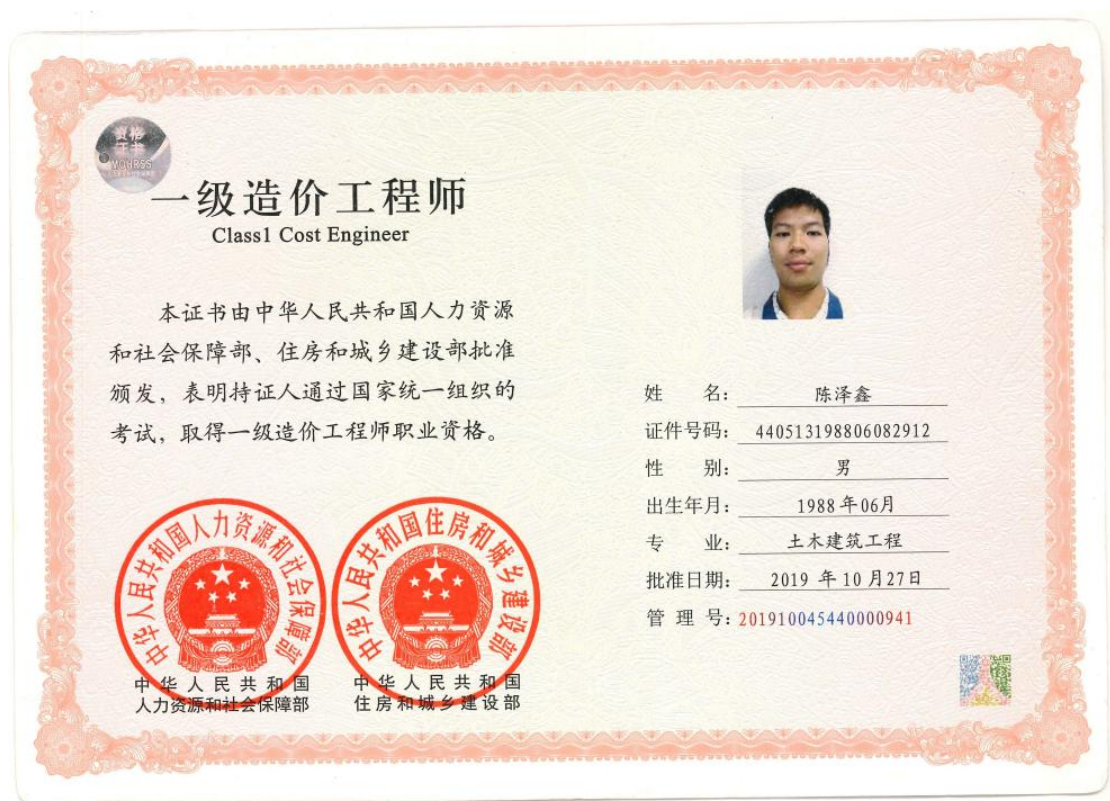 资格
证书
MOHRSS
一级造价工程师
Class1 Cost Engineer
本证书由中华人民共和国人力资源
和社会保障部、住房和城乡建设部批准
颁发，表明持证人通过国家统一组织的
考试，取得一级造价工程师职业资格。
中华人民共和国人力资源和社会保障部
中华人民共和国住房和城乡建设部
中华人民共和国
人力资源和社会保障部
中华人民共和国
住房和城乡建设部
姓 名： 陈泽鑫
证件号码： 440513198806082912
性 别： 男
出生年月： 1988年06月
专 业： 土木建筑工程
批准日期： 2019 年 10 月27日
管 理 号：201910045440000941